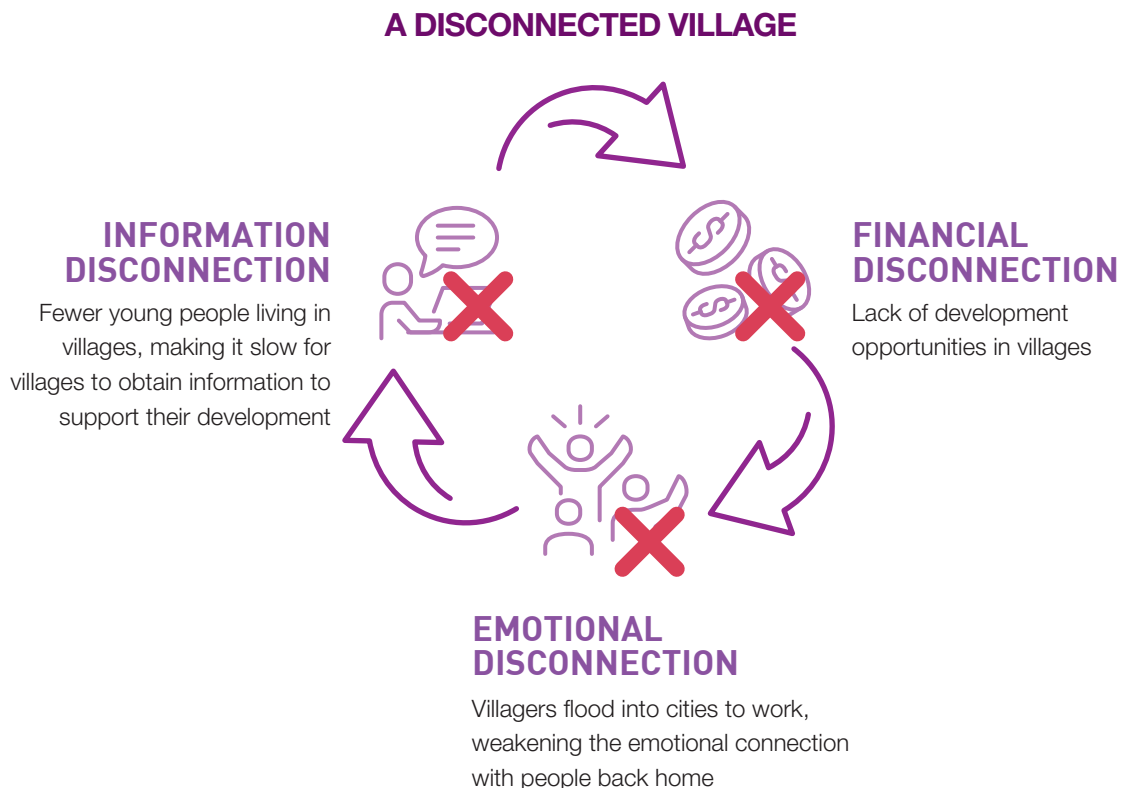 A DISCONNECTED VILLAGE
INFORMATION
DISCONNECTION
Fewer young people living in
villages, making it slow for
villages to obtain information to
support their development
FINANCIAL
DISCONNECTION
Lack of development
opportunities in villages
EMOTIONAL
DISCONNECTION
Villagers flood into cities to work,
weakening the emotional connection
with people back home